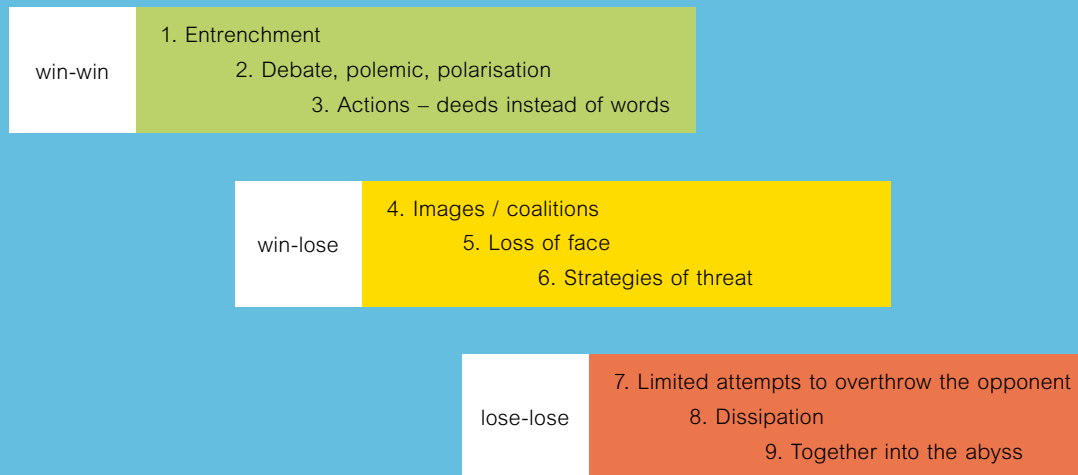 win-win
1. Entrenchment
2. Debate, polemic, polarisation
3. Actions – deeds instead of words
win-lose
4. Images / coalitions
5. Loss of face
6. Strategies of threat
lose-lose
7. Limited attempts to overthrow the opponent
8. Dissipation
9. Together into the abyss